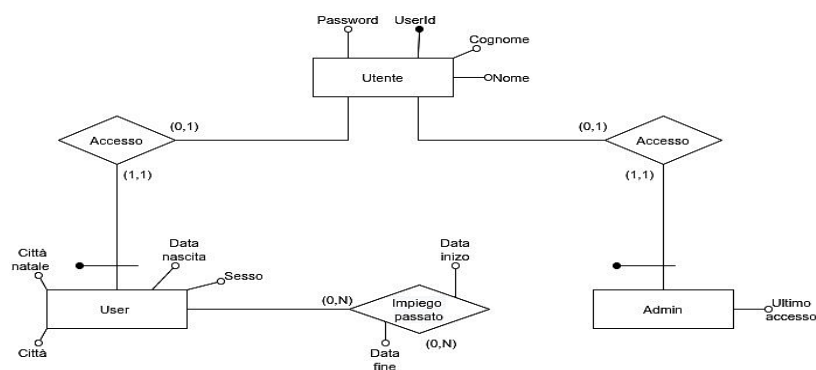 Password
UserId
Cognome
Utente
Nome
(0,1)
(0,1)
Accesso
Accesso
(1,1)
(1,1)
Città
natale
Data
nascita
Data
inizo
Sesso
(0,N)
Impiego
passato
User
Admin
Ultimo
accesso
(0,N)
Città
Data
fine